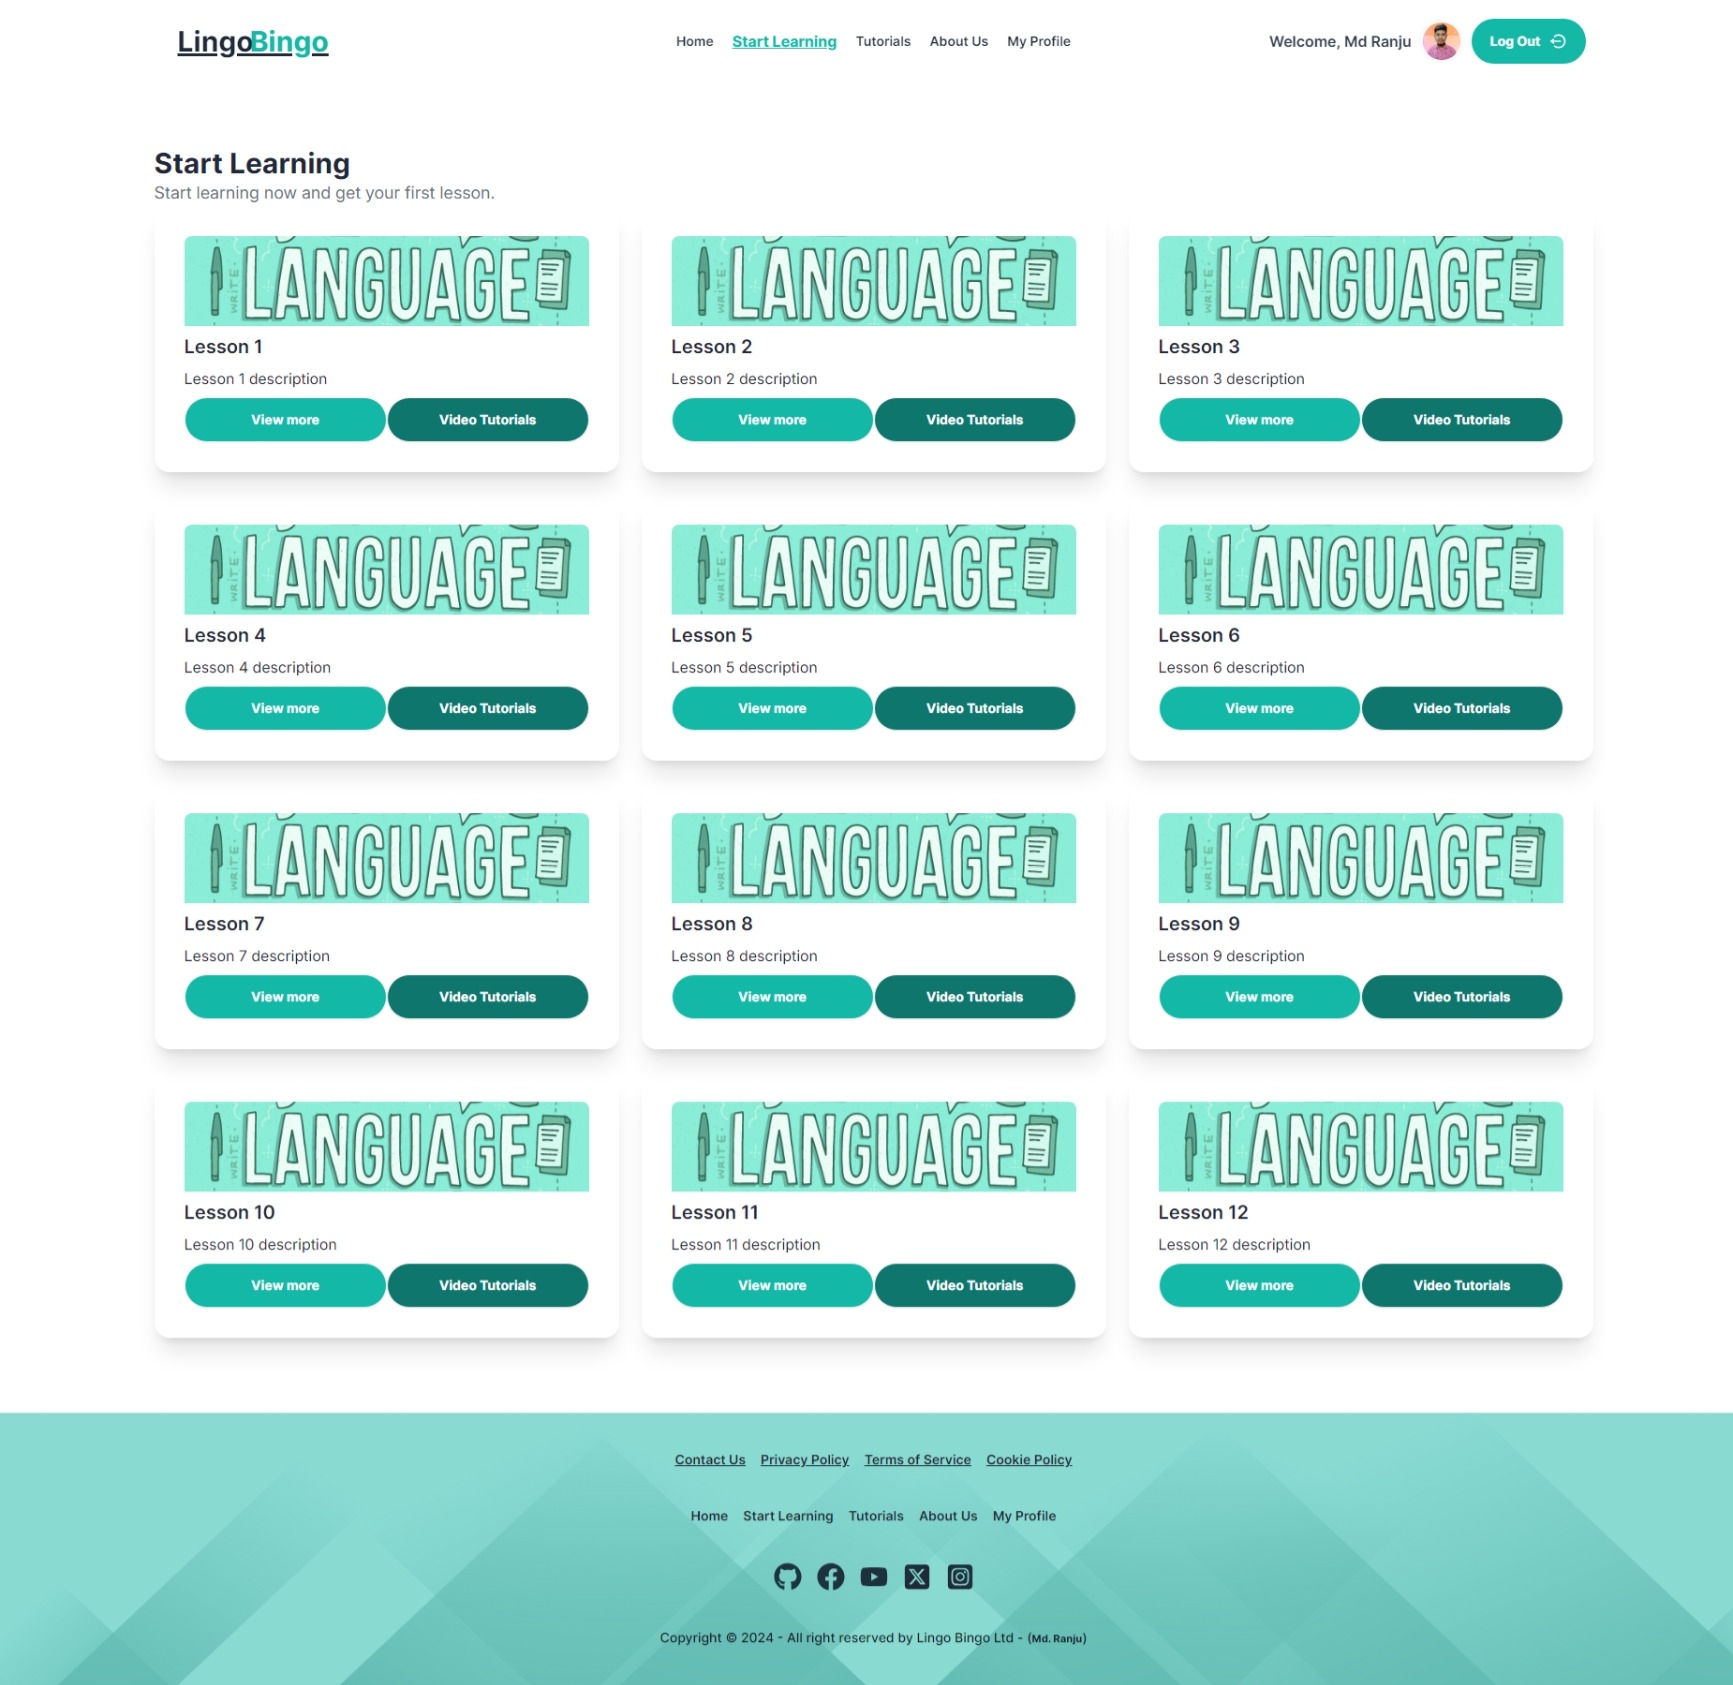 LingoBingo
Home Start Learning Tutorials About Us My Profile
Welcome, Md Ranju
Log Out
Start Learning
Start learning now and get your first lesson.
WRITE LANGUAGE WRITE LANGUAGE WRITE LANGUAGE
Lesson 1 Lesson 2 Lesson 3
Lesson 1 description Lesson 2 description Lesson 3 description
View more Video Tutorials View more Video Tutorials View more Video Tutorials
WRITE LANGUAGE WRITE LANGUAGE WRITE LANGUAGE
Lesson 4 Lesson 5 Lesson 6
Lesson 4 description Lesson 5 description Lesson 6 description
View more Video Tutorials View more Video Tutorials View more Video Tutorials
WRITE LANGUAGE WRITE LANGUAGE WRITE LANGUAGE
Lesson 7 Lesson 8 Lesson 9
Lesson 7 description Lesson 8 description Lesson 9 description
View more Video Tutorials View more Video Tutorials View more Video Tutorials
WRITE LANGUAGE WRITE LANGUAGE WRITE LANGUAGE
Lesson 10 Lesson 11 Lesson 12
Lesson 10 description Lesson 11 description Lesson 12 description
View more Video Tutorials View more Video Tutorials View more Video Tutorials
Contact Us Privacy Policy Terms of Service Cookie Policy
Home Start Learning Tutorials About Us My Profile
Copyright © 2024 - All right reserved by Lingo Bingo Ltd - (Md. Ranju)